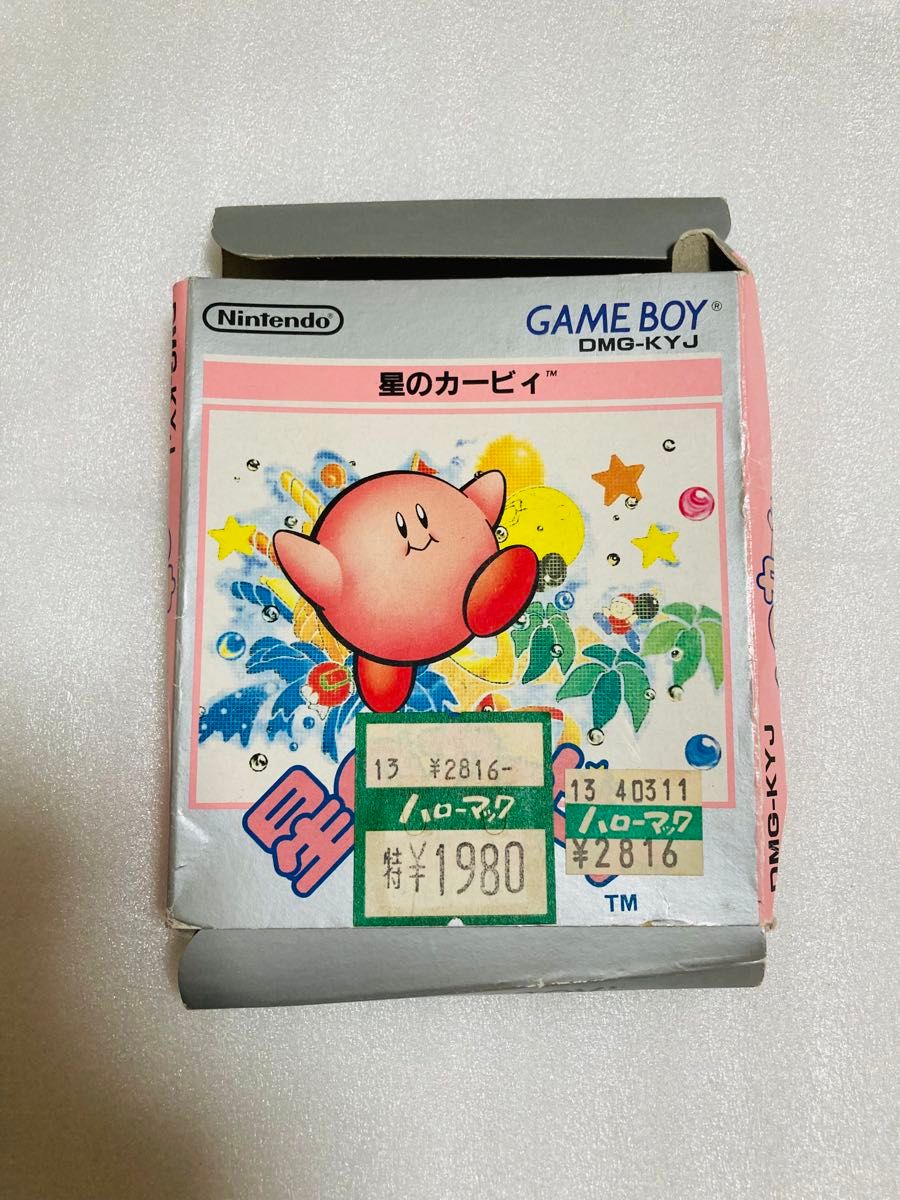 Nintendo®
GAME BOY®
DMG-KYJ
星のカービィ™
13 ¥2816-
ハローマック
¥1980
13 40311
ハローマック
¥2816
星
TM
DMG-KYJ